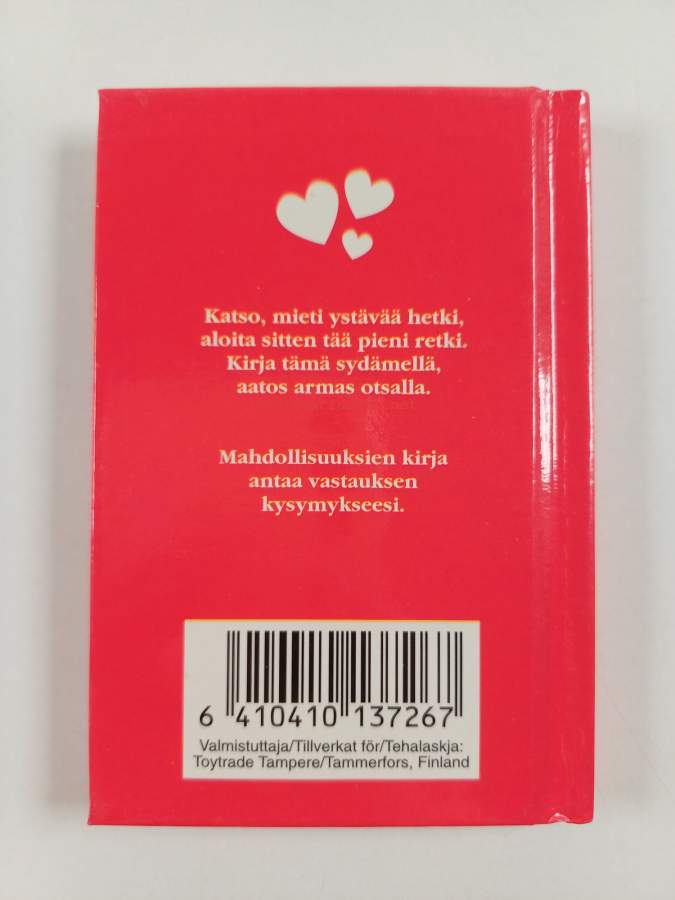 Katso, mieti ystävää hetki,
aloita sitten tää pieni retki.
Kirja tämä sydämellä,
aatos armas otsalla.
Mahdollisuuksien kirja
antaa vastauksen
kysymykseesi.
6 410410 137267
Valmistuttaja/Tillverkat för/Tehalaskja:
Toytrade Tampere/Tammerfors, Finland